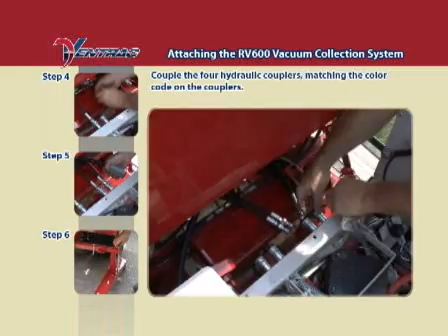 VENTRAC
Attaching the RV600 Vacuum Collection System
Step 4
Couple the four hydraulic couplers, matching the color
code on the couplers.
Step 5
Step 6